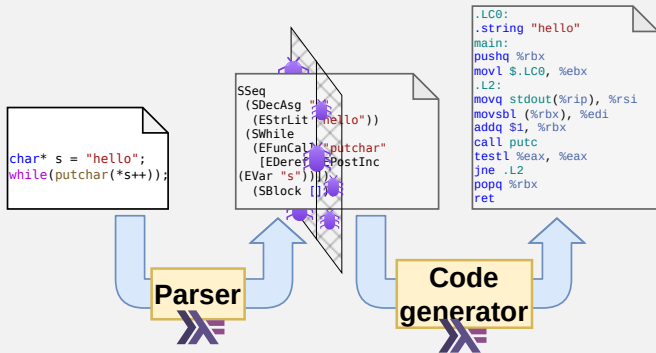 char* s = "hello";
while(putchar(*s++));
SSeq
(SDecAsg "
(EStrLit "hello"))
(SWhile
(EFunCall "putchar"
[EDeref EPostInc
(EVar "s")))])
(SBlock []
.LC0:
.string "hello"
main:
pushq %rbx
movl $.LC0, %ebx
.L2:
movq stdout(%rip), %rsi
movsbl (%rbx), %edi
addq $1, %rbx
call putc
testl %eax, %eax
jne .L2
popq %rbx
ret
Parser
Code
generator